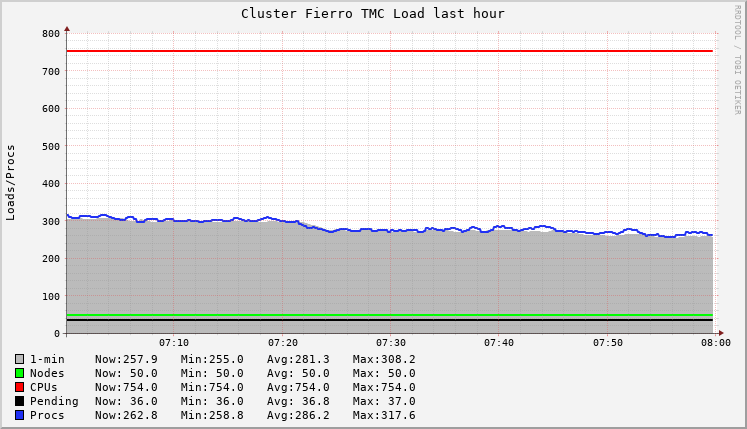 Cluster Fierro TMC Load last hour
RRDTOOL / TOBI OETIKER
Loads/Procs
800
700
600
500
400
300
200
100
0
07:10 07:20 07:30 07:40 07:50 08:00
1-min Now:257.9 Min:255.0 Avg:281.3 Max:308.2
Nodes Now: 50.0 Min: 50.0 Avg: 50.0 Max: 50.0
CPUs Now:754.0 Min:754.0 Avg:754.0 Max:754.0
Pending Now: 36.0 Min: 36.0 Avg: 36.8 Max: 37.0
Procs Now:262.8 Min:258.8 Avg:286.2 Max:317.6